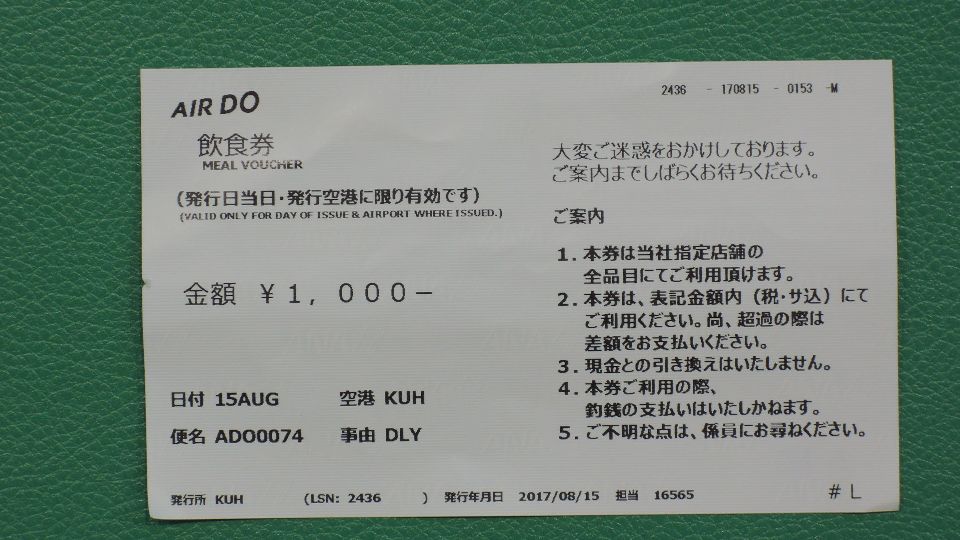 2436 - 170815 - 0153 -M
AIR DO
飲食券
MEAL VOUCHER
(発行日当日・発行空港に限り有効です)
(VALID ONLY FOR DAY OF ISSUE & AIRPORT WHERE ISSUED.)
金額 ￥１，０００－
日付 15AUG 空港 KUH
便名 ADO0074 事由 DLY
大変ご迷惑をおかけしております。
ご案内までしばらくお待ちください。
ご案内
１．本券は当社指定店舗の
全品目にてご利用頂けます。
２．本券は、表記金額内（税・サ込）にて
ご利用ください。尚、超過の際は
差額をお支払いください。
３．現金との引き換えはいたしません。
４．本券ご利用の際、
釣銭の支払いはいたしかねます。
５．ご不明な点は、係員にお尋ねください。
発行所 KUH (LSN: 2436 ) 発行年月日 2017/08/15 担当 16565
# L